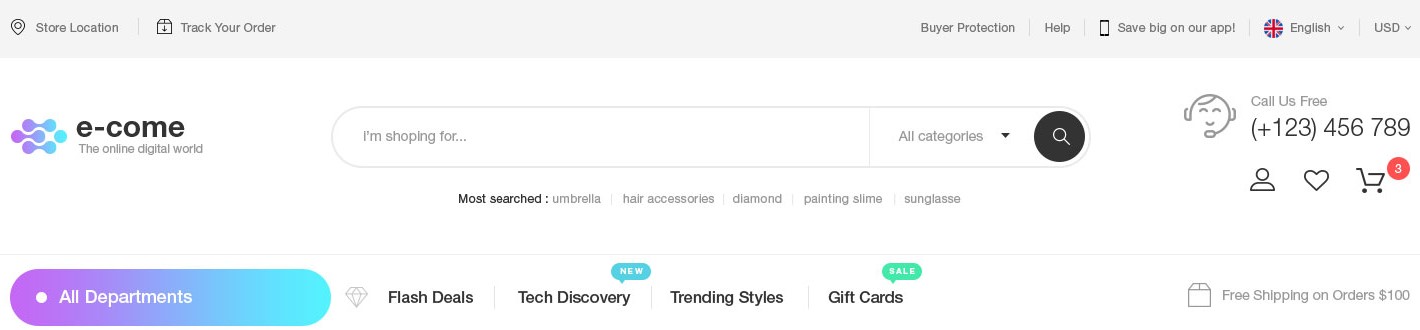 Store Location
Track Your Order
Buyer Protection
Help
Save big on our app!
English
USD
e-come
The online digital world
I'm shoping for...
All categories
Call Us Free
(+123) 456 789
3
Most searched : umbrella hair accessories diamond painting slime sunglasse
All Departments
Flash Deals
NEW
Tech Discovery
Trending Styles
SALE
Gift Cards
Free Shipping on Orders $100